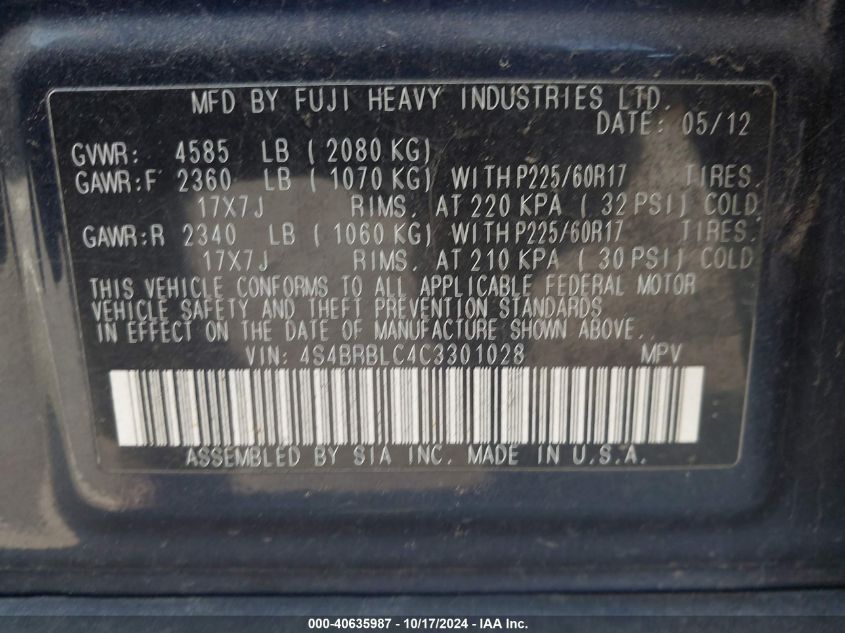 MFD BY FUJI HEAVY INDUSTRIES LTD.
DATE: 05/12
GVWR: 4585 LB ( 2080 KG)
GAWR:F 2360 LB ( 1070 KG) WITH P225/60R17 TIRES.
17X7J RIMS. AT 220 KPA ( 32 PSI) COLD
GAWR:R 2340 LB ( 1060 KG) WITH P225/60R17 TIRES.
17X7J RIMS. AT 210 KPA ( 30 PSI) COLD
THIS VEHICLE CONFORMS TO ALL APPLICABLE FEDERAL MOTOR
VEHICLE SAFETY AND THEFT PREVENTION STANDARDS
IN EFFECT ON THE DATE OF MANUFACTURE SHOWN ABOVE.
VIN: 4S4BRBLC4C3301028 MPV
ASSEMBLED BY SIA INC. MADE IN U.S.A.
000-40635987 - 10/17/2024 - IAAI.com